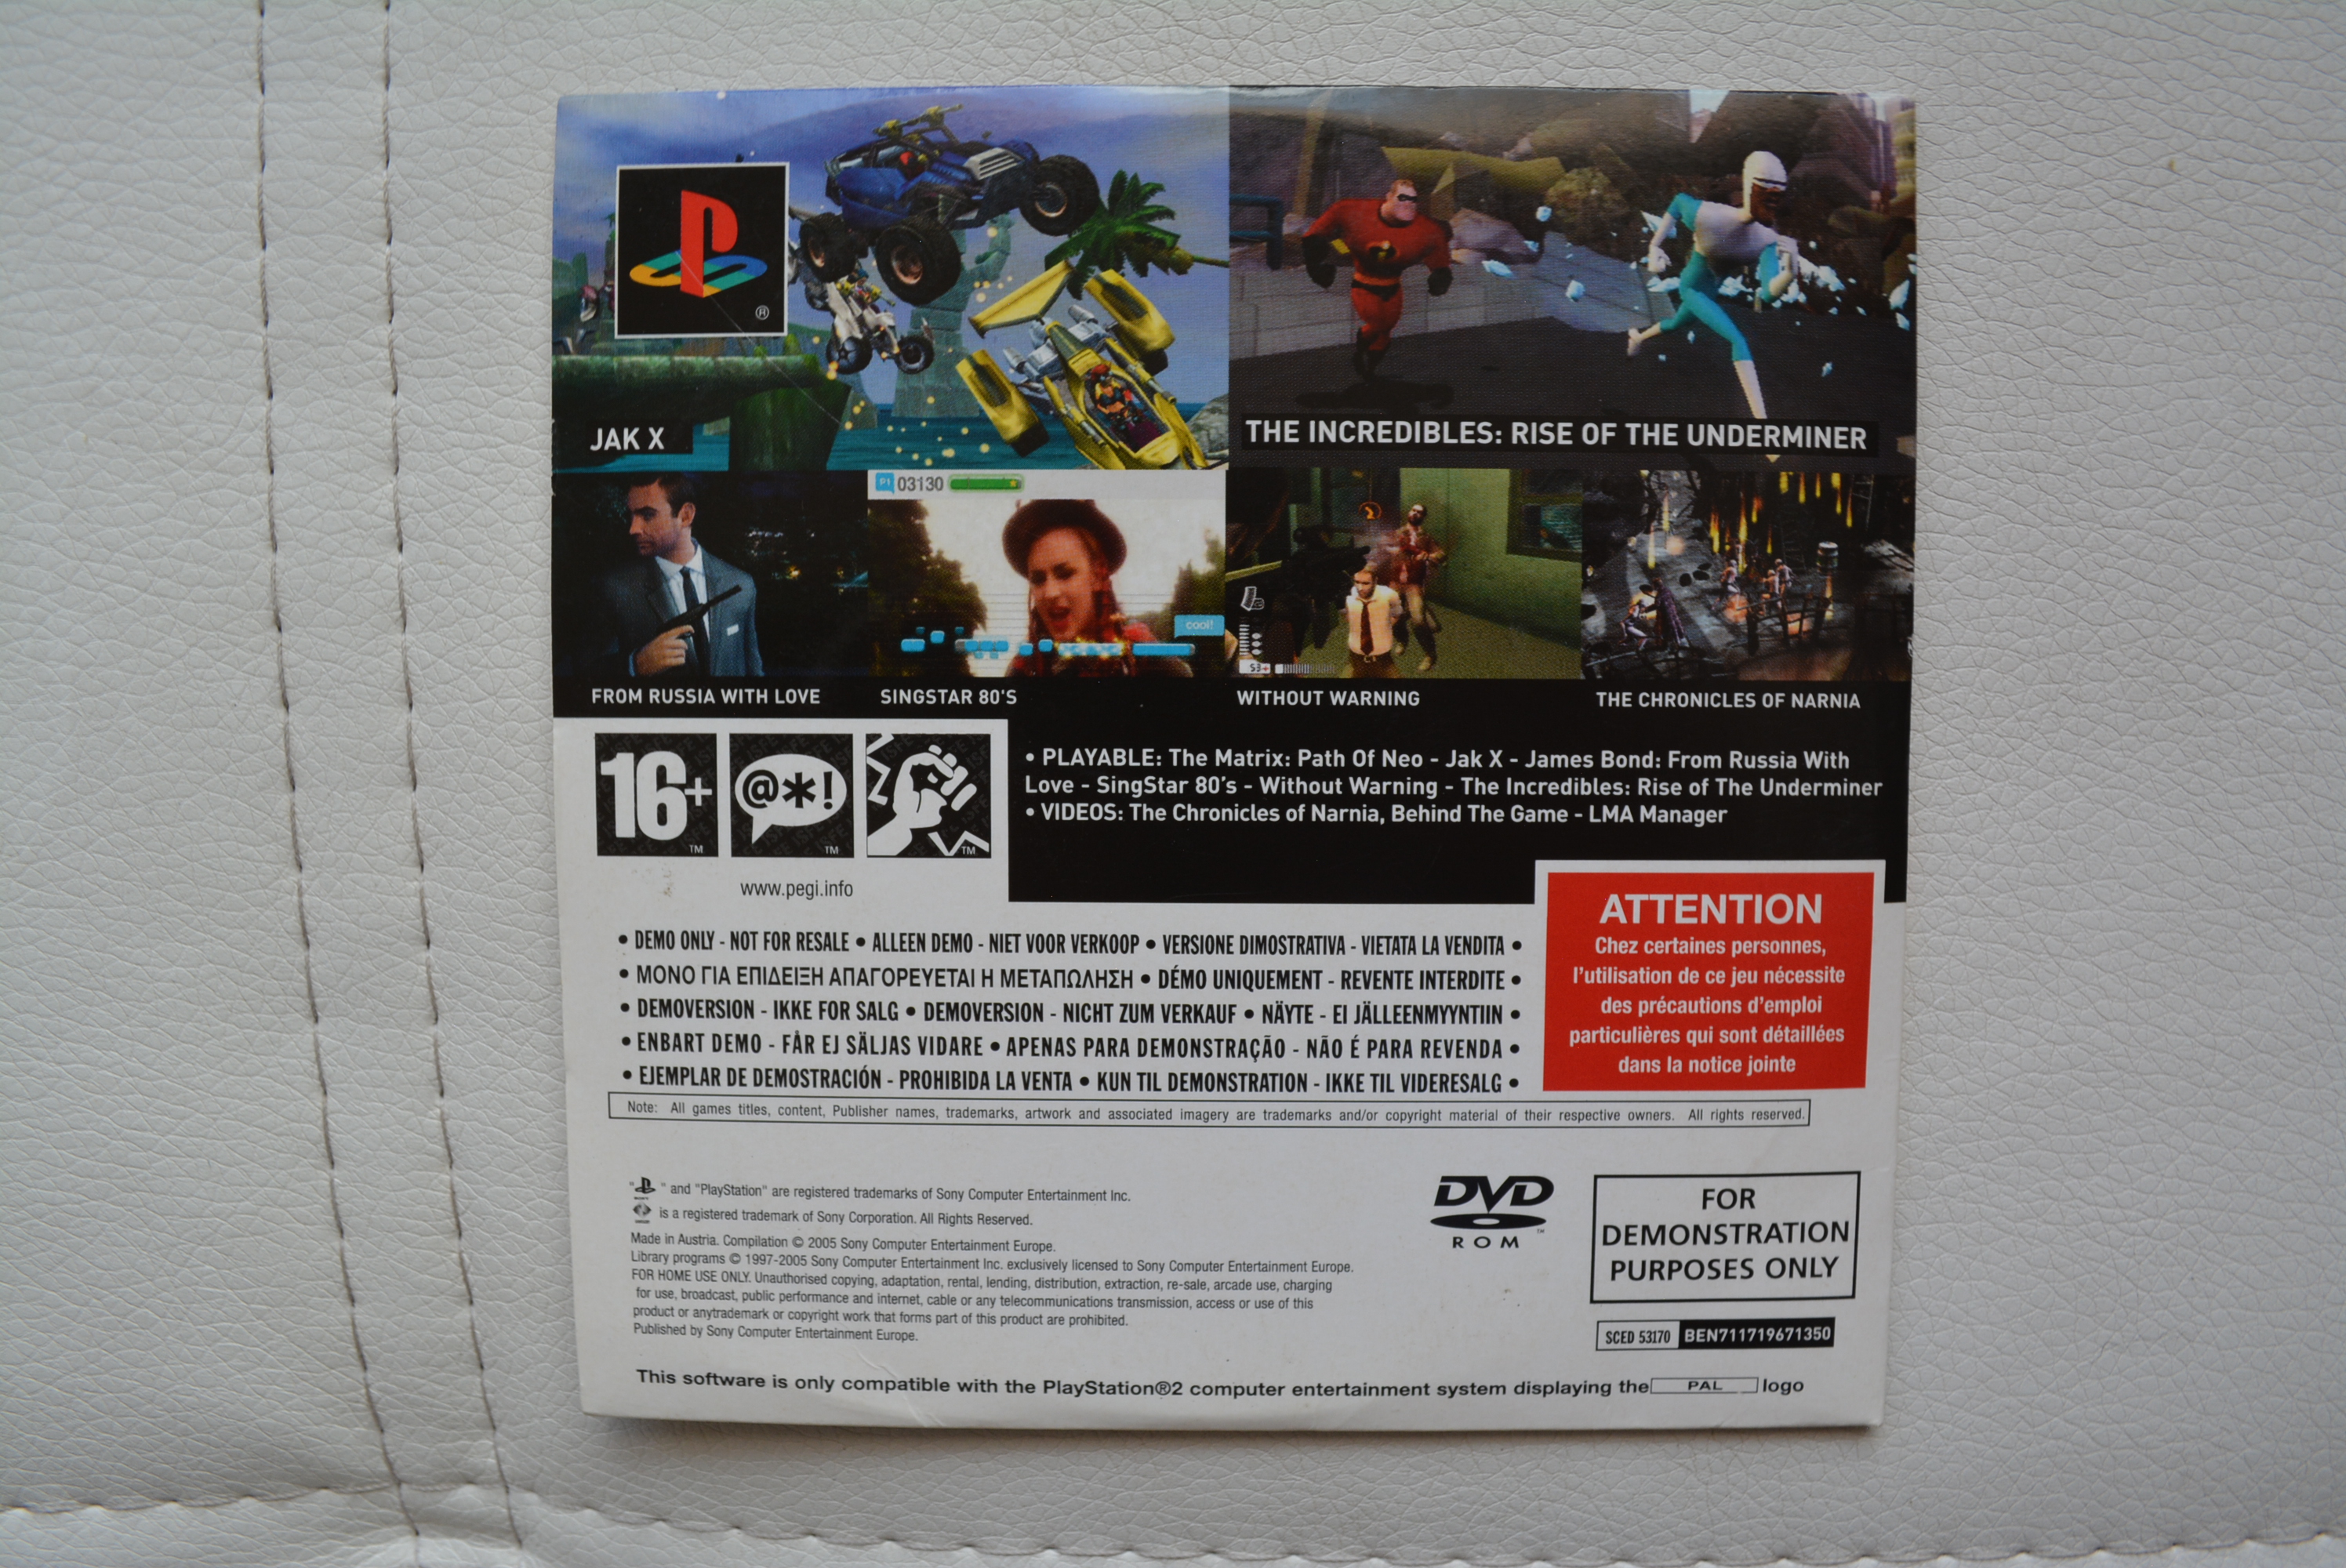 ®
JAK X
THE INCREDIBLES: RISE OF THE UNDERMINER
P1 03130
cool!
53+
FROM RUSSIA WITH LOVE
SINGSTAR 80'S
WITHOUT WARNING
THE CHRONICLES OF NARNIA
16+
TM
@*!
TM
TM
www.pegi.info
• PLAYABLE: The Matrix: Path Of Neo - Jak X - James Bond: From Russia With
Love - SingStar 80's - Without Warning - The Incredibles: Rise of The Underminer
• VIDEOS: The Chronicles of Narnia, Behind The Game - LMA Manager
• DEMO ONLY - NOT FOR RESALE • ALLEEN DEMO - NIET VOOR VERKOOP • VERSIONE DIMOSTRATIVA - VIETATA LA VENDITA •
• ΜΟΝΟ ΓΙΑ ΕΠΙΔΕΙΞΗ ΑΠΑΓΟΡΕΥΕΤΑΙ Η ΜΕΤΑΠΩΛΗΣΗ • DÉMO UNIQUEMENT - REVENTE INTERDITE •
• DEMOVERSION - IKKE FOR SALG • DEMOVERSION - NICHT ZUM VERKAUF • NÄYTE - EI JÄLLEENMYYNTIIN •
• ENBART DEMO - FÅR EJ SÄLJAS VIDARE • APENAS PARA DEMONSTRAÇÃO - NÃO É PARA REVENDA •
• EJEMPLAR DE DEMOSTRACIÓN - PROHIBIDA LA VENTA • KUN TIL DEMONSTRATION - IKKE TIL VIDERESALG •
ATTENTION
Chez certaines personnes,
l'utilisation de ce jeu nécessite
des précautions d'emploi
particulières qui sont détaillées
dans la notice jointe
Note: All games titles, content, Publisher names, trademarks, artwork and associated imagery are trademarks and/or copyright material of their respective owners. All rights reserved.
" " and "PlayStation" are registered trademarks of Sony Computer Entertainment Inc.
is a registered trademark of Sony Corporation. All Rights Reserved.
Made in Austria. Compilation © 2005 Sony Computer Entertainment Europe.
Library programs © 1997-2005 Sony Computer Entertainment Inc. exclusively licensed to Sony Computer Entertainment Europe.
FOR HOME USE ONLY. Unauthorised copying, adaptation, rental, lending, distribution, extraction, re-sale, arcade use, charging
for use, broadcast, public performance and internet, cable or any telecommunications transmission, access or use of this
product or anytrademark or copyright work that forms part of this product are prohibited.
Published by Sony Computer Entertainment Europe.
DVD
ROM
™
FOR
DEMONSTRATION
PURPOSES ONLY
SCED 53170 BEN711719671350
This software is only compatible with the PlayStation®2 computer entertainment system displaying the PAL logo